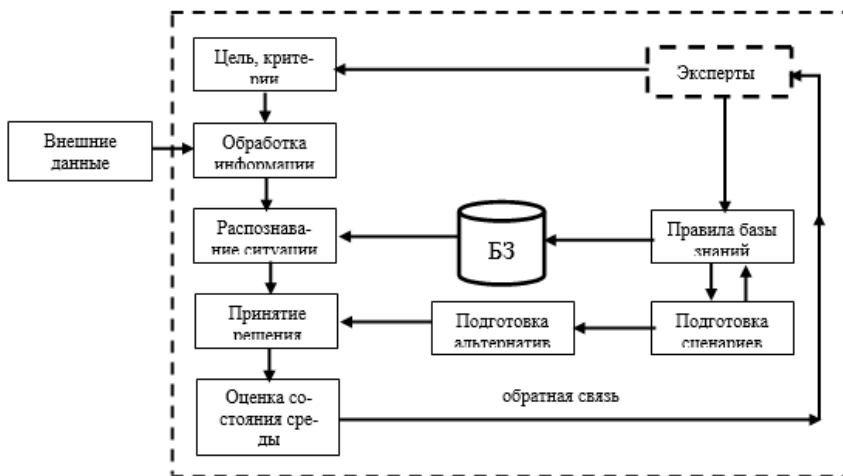 Цель, крите-
рии
Эксперты
Внешние
данные
Обработка
информации
Распознава-
ние ситуации
БЗ
Правила базы
знаний
Принятие
решения
Подготовка
альтернатив
Подготовка
сценариев
Оценка со-
стояния сре-
ды
обратная связь